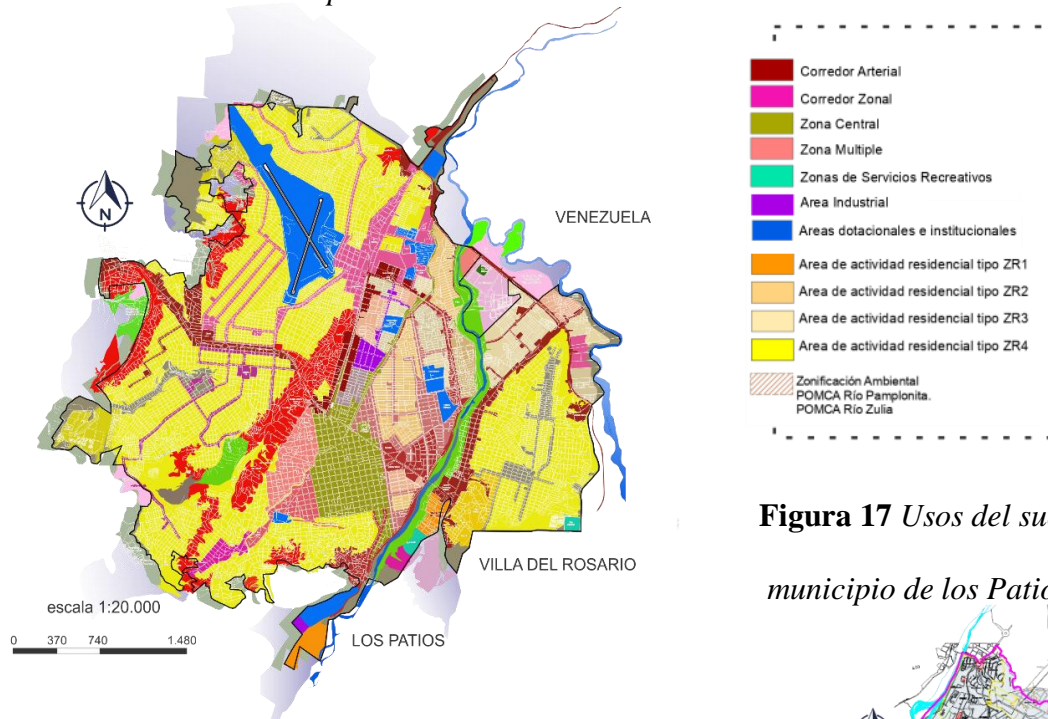 VENEZUELA
N
VILLA DEL ROSARIO
escala 1:20.000
LOS PATIOS
0 370 740 1.480
Corredor Arterial
Corredor Zonal
Zona Central
Zona Multiple
Zonas de Servicios Recreativos
Area Industrial
Areas dotacionales e institucionales
Area de actividad residencial tipo ZR1
Area de actividad residencial tipo ZR2
Area de actividad residencial tipo ZR3
Area de actividad residencial tipo ZR4
Zonificación Ambiental
POMCA Río Pamplonita.
POMCA Río Zulia
Figura 17 Usos del su
municipio de los Patio